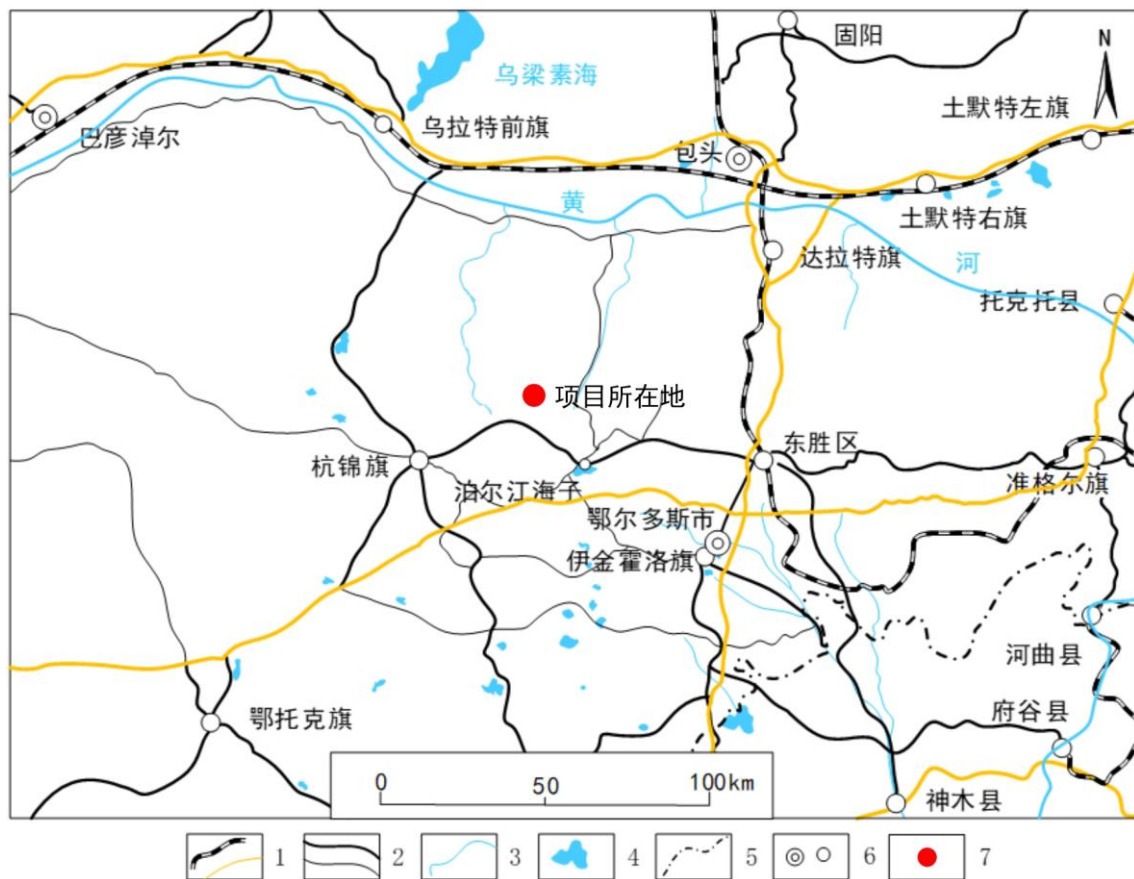 固阳
N
乌梁素海
土默特左旗
巴彦淖尔
乌拉特前旗
包头
黄
土默特右旗
达拉特旗
河
托克托县
项目所在地
杭锦旗
东胜区
泊尔江海子
准格尔旗
鄂尔多斯市
伊金霍洛旗
河曲县
鄂托克旗
府谷县
0 50 100km
神木县
1 2 3 4 5 6 7